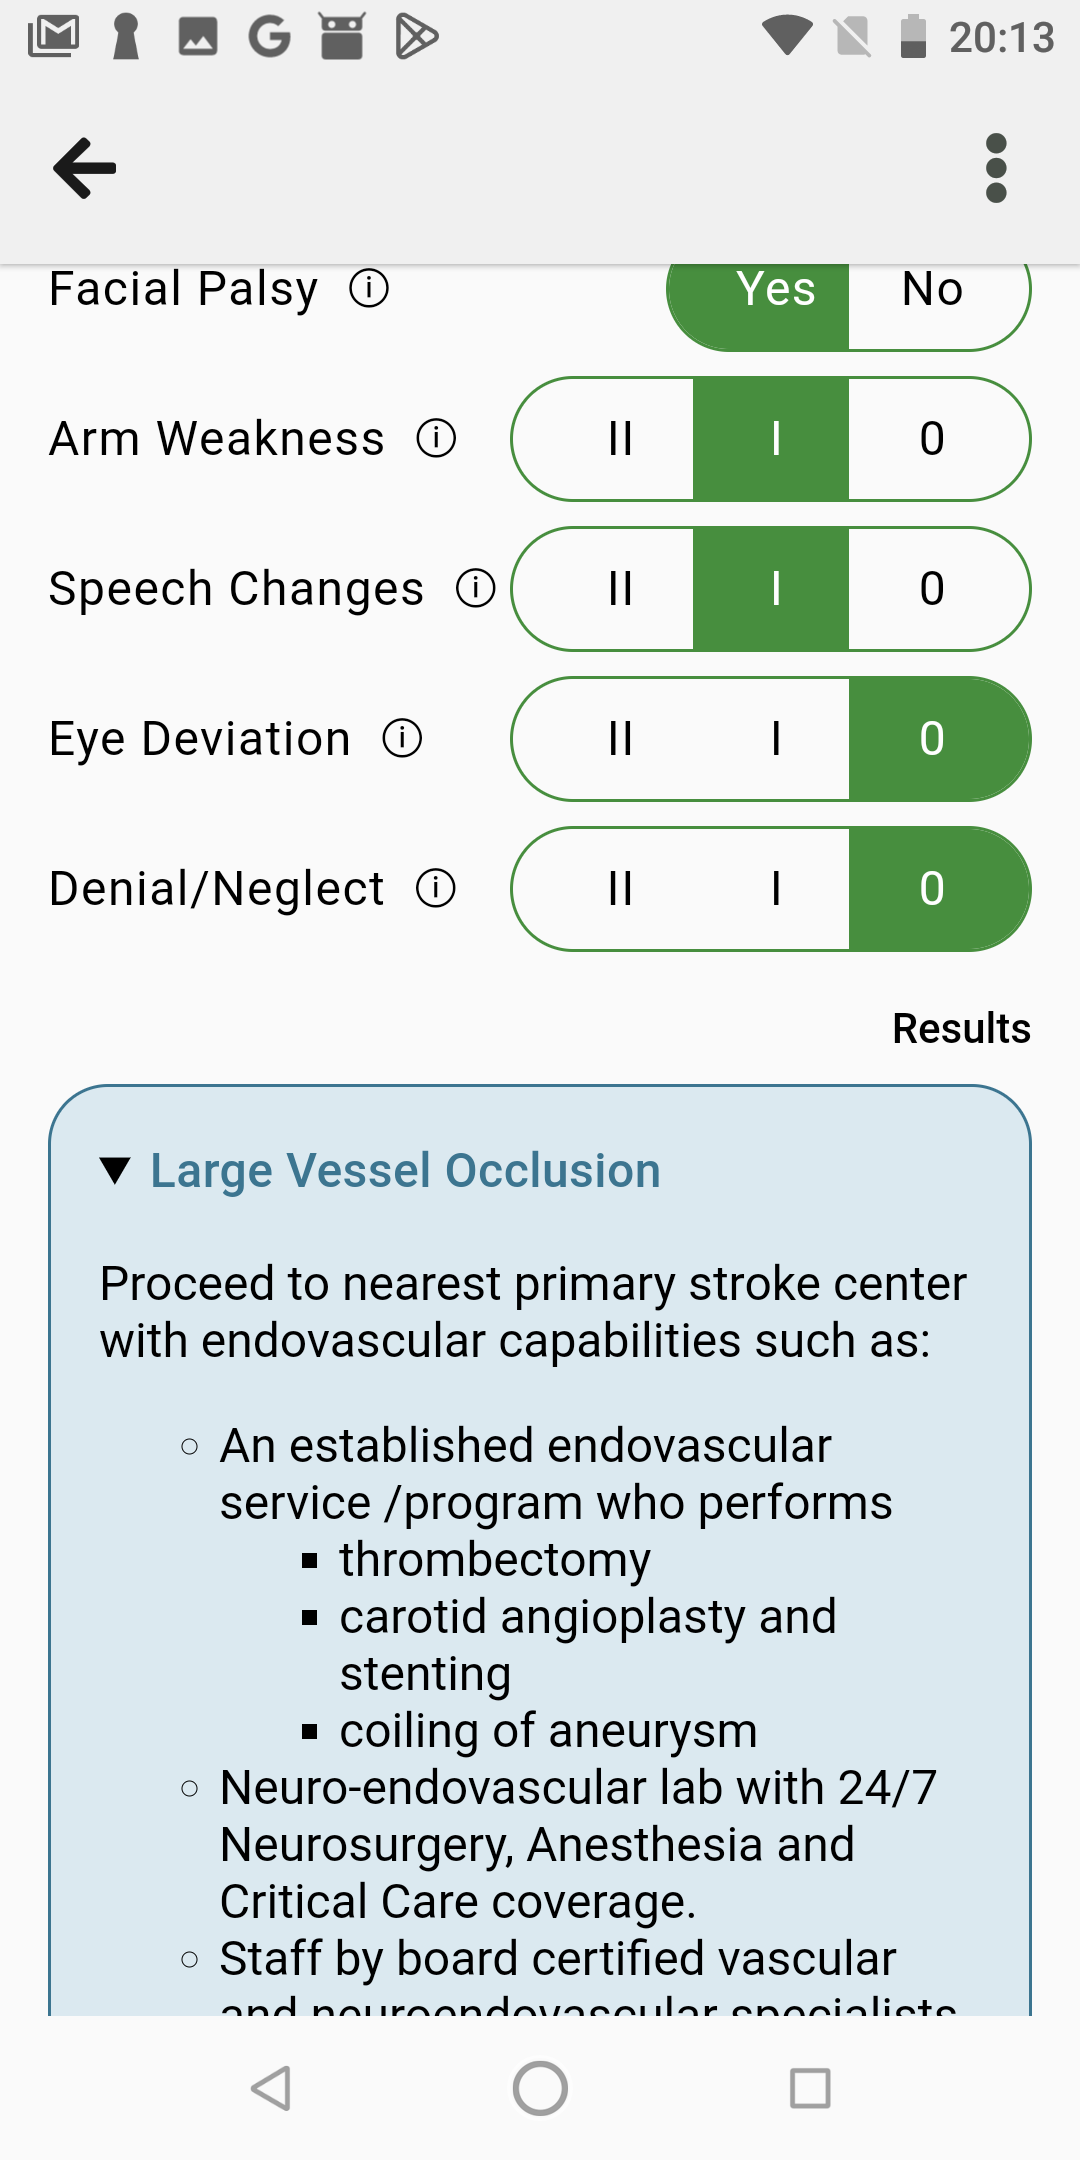 20:13
Facial Palsy Yes No
Arm Weakness II I 0
Speech Changes II I 0
Eye Deviation II I 0
Denial/Neglect II I 0
Results
Large Vessel Occlusion
Proceed to nearest primary stroke center
with endovascular capabilities such as:
An established endovascular
service /program who performs
thrombectomy
carotid angioplasty and
stenting
coiling of aneurysm
Neuro-endovascular lab with 24/7
Neurosurgery, Anesthesia and
Critical Care coverage.
Staff by board certified vascular
and neuroendovascular specialists